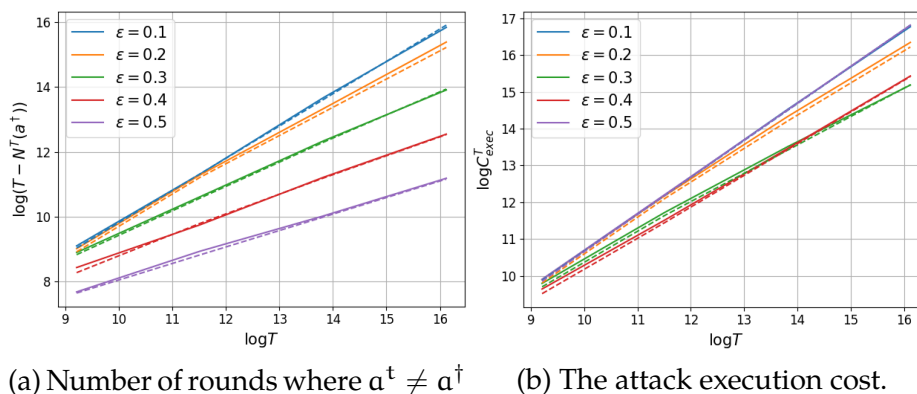 16
14
12
10
8
log(T − N^T(a†))
ε = 0.1
ε = 0.2
ε = 0.3
ε = 0.4
ε = 0.5
9 10 11 12 13 14 15 16
logT
17
16
15
14
13
12
11
10
logC^T_exec
ε = 0.1
ε = 0.2
ε = 0.3
ε = 0.4
ε = 0.5
9 10 11 12 13 14 15 16
logT
(a) Number of rounds where a^t ≠ a†
(b) The attack execution cost.